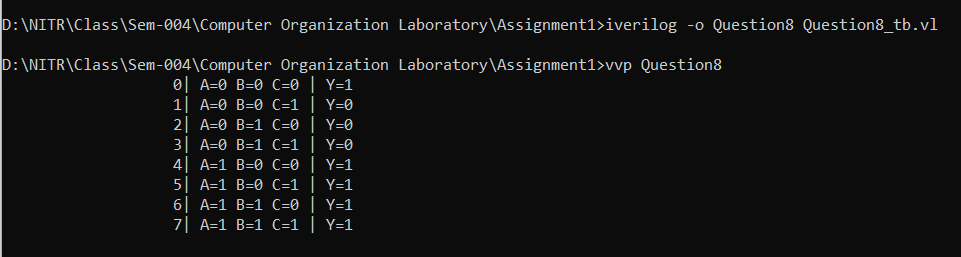 D:\NITR\Class\Sem-004\Computer Organization Laboratory\Assignment1>iverilog -o Question8 Question8_tb.vl
D:\NITR\Class\Sem-004\Computer Organization Laboratory\Assignment1>vvp Question8
0| A=0 B=0 C=0 | Y=1
1| A=0 B=0 C=1 | Y=0
2| A=0 B=1 C=0 | Y=0
3| A=0 B=1 C=1 | Y=0
4| A=1 B=0 C=0 | Y=1
5| A=1 B=0 C=1 | Y=1
6| A=1 B=1 C=0 | Y=1
7| A=1 B=1 C=1 | Y=1